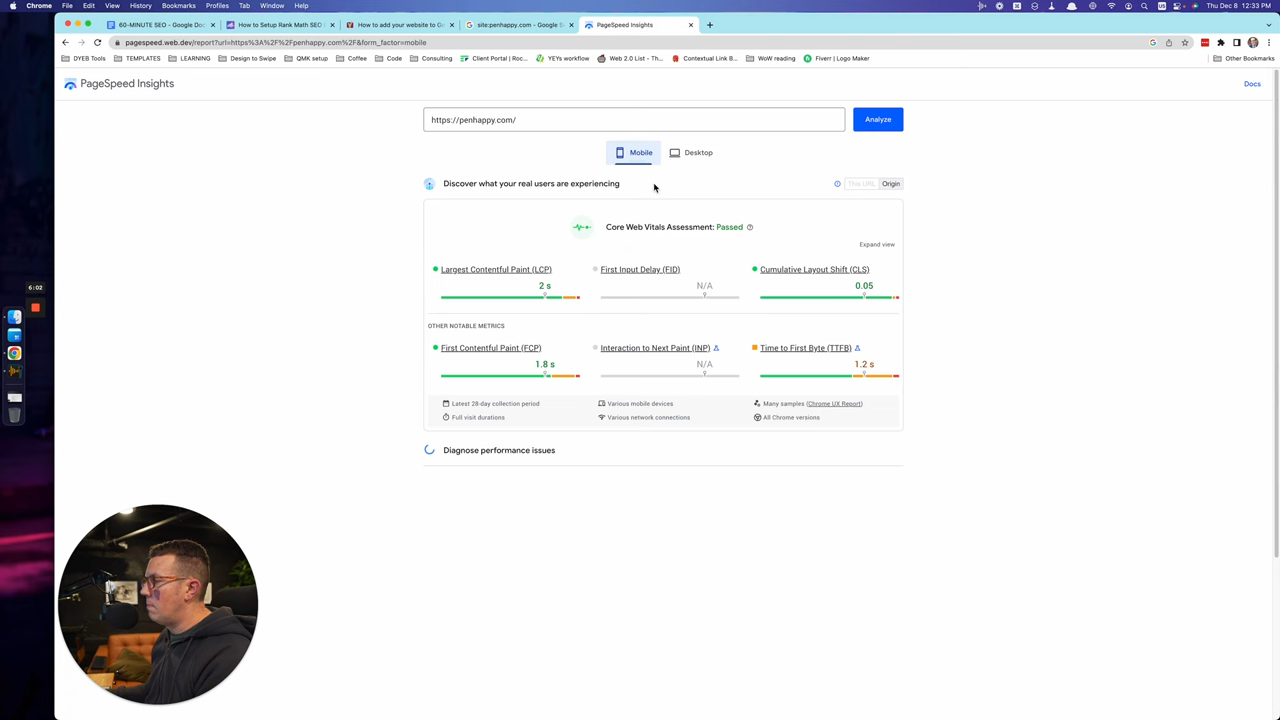 Chrome File Edit View History Bookmarks Profiles Tab Window Help
Thu Dec 8 12:33 PM
60-MINUTE SEO - Google Doc
How to Setup Rank Math SEO
How to add your website to G
site:penhappy.com - Google S
PageSpeed Insights
pagespeed.web.dev/report?url=https%3A%2F%2Fpenhappy.com%2F&form_factor=mobile
DYEB Tools TEMPLATES LEARNING Design to Swipe QMK setup Coffee Code Consulting Client Portal | Roc... YEYs workflow Web 2.0 List - Th... Contextual Link B... WoW reading Fiverr | Logo Maker Other Bookmarks
PageSpeed Insights
Docs
https://penhappy.com/
Analyze
Mobile
Desktop
Discover what your real users are experiencing
This URL Origin
Core Web Vitals Assessment: Passed
Expand view
Largest Contentful Paint (LCP)
2 s
First Input Delay (FID)
N/A
Cumulative Layout Shift (CLS)
0.05
OTHER NOTABLE METRICS
First Contentful Paint (FCP)
1.8 s
Interaction to Next Paint (INP)
N/A
Time to First Byte (TTFB)
1.2 s
Latest 28-day collection period
Various mobile devices
Many samples (Chrome UX Report)
Full visit durations
Various network connections
All Chrome versions
Diagnose performance issues
6:02